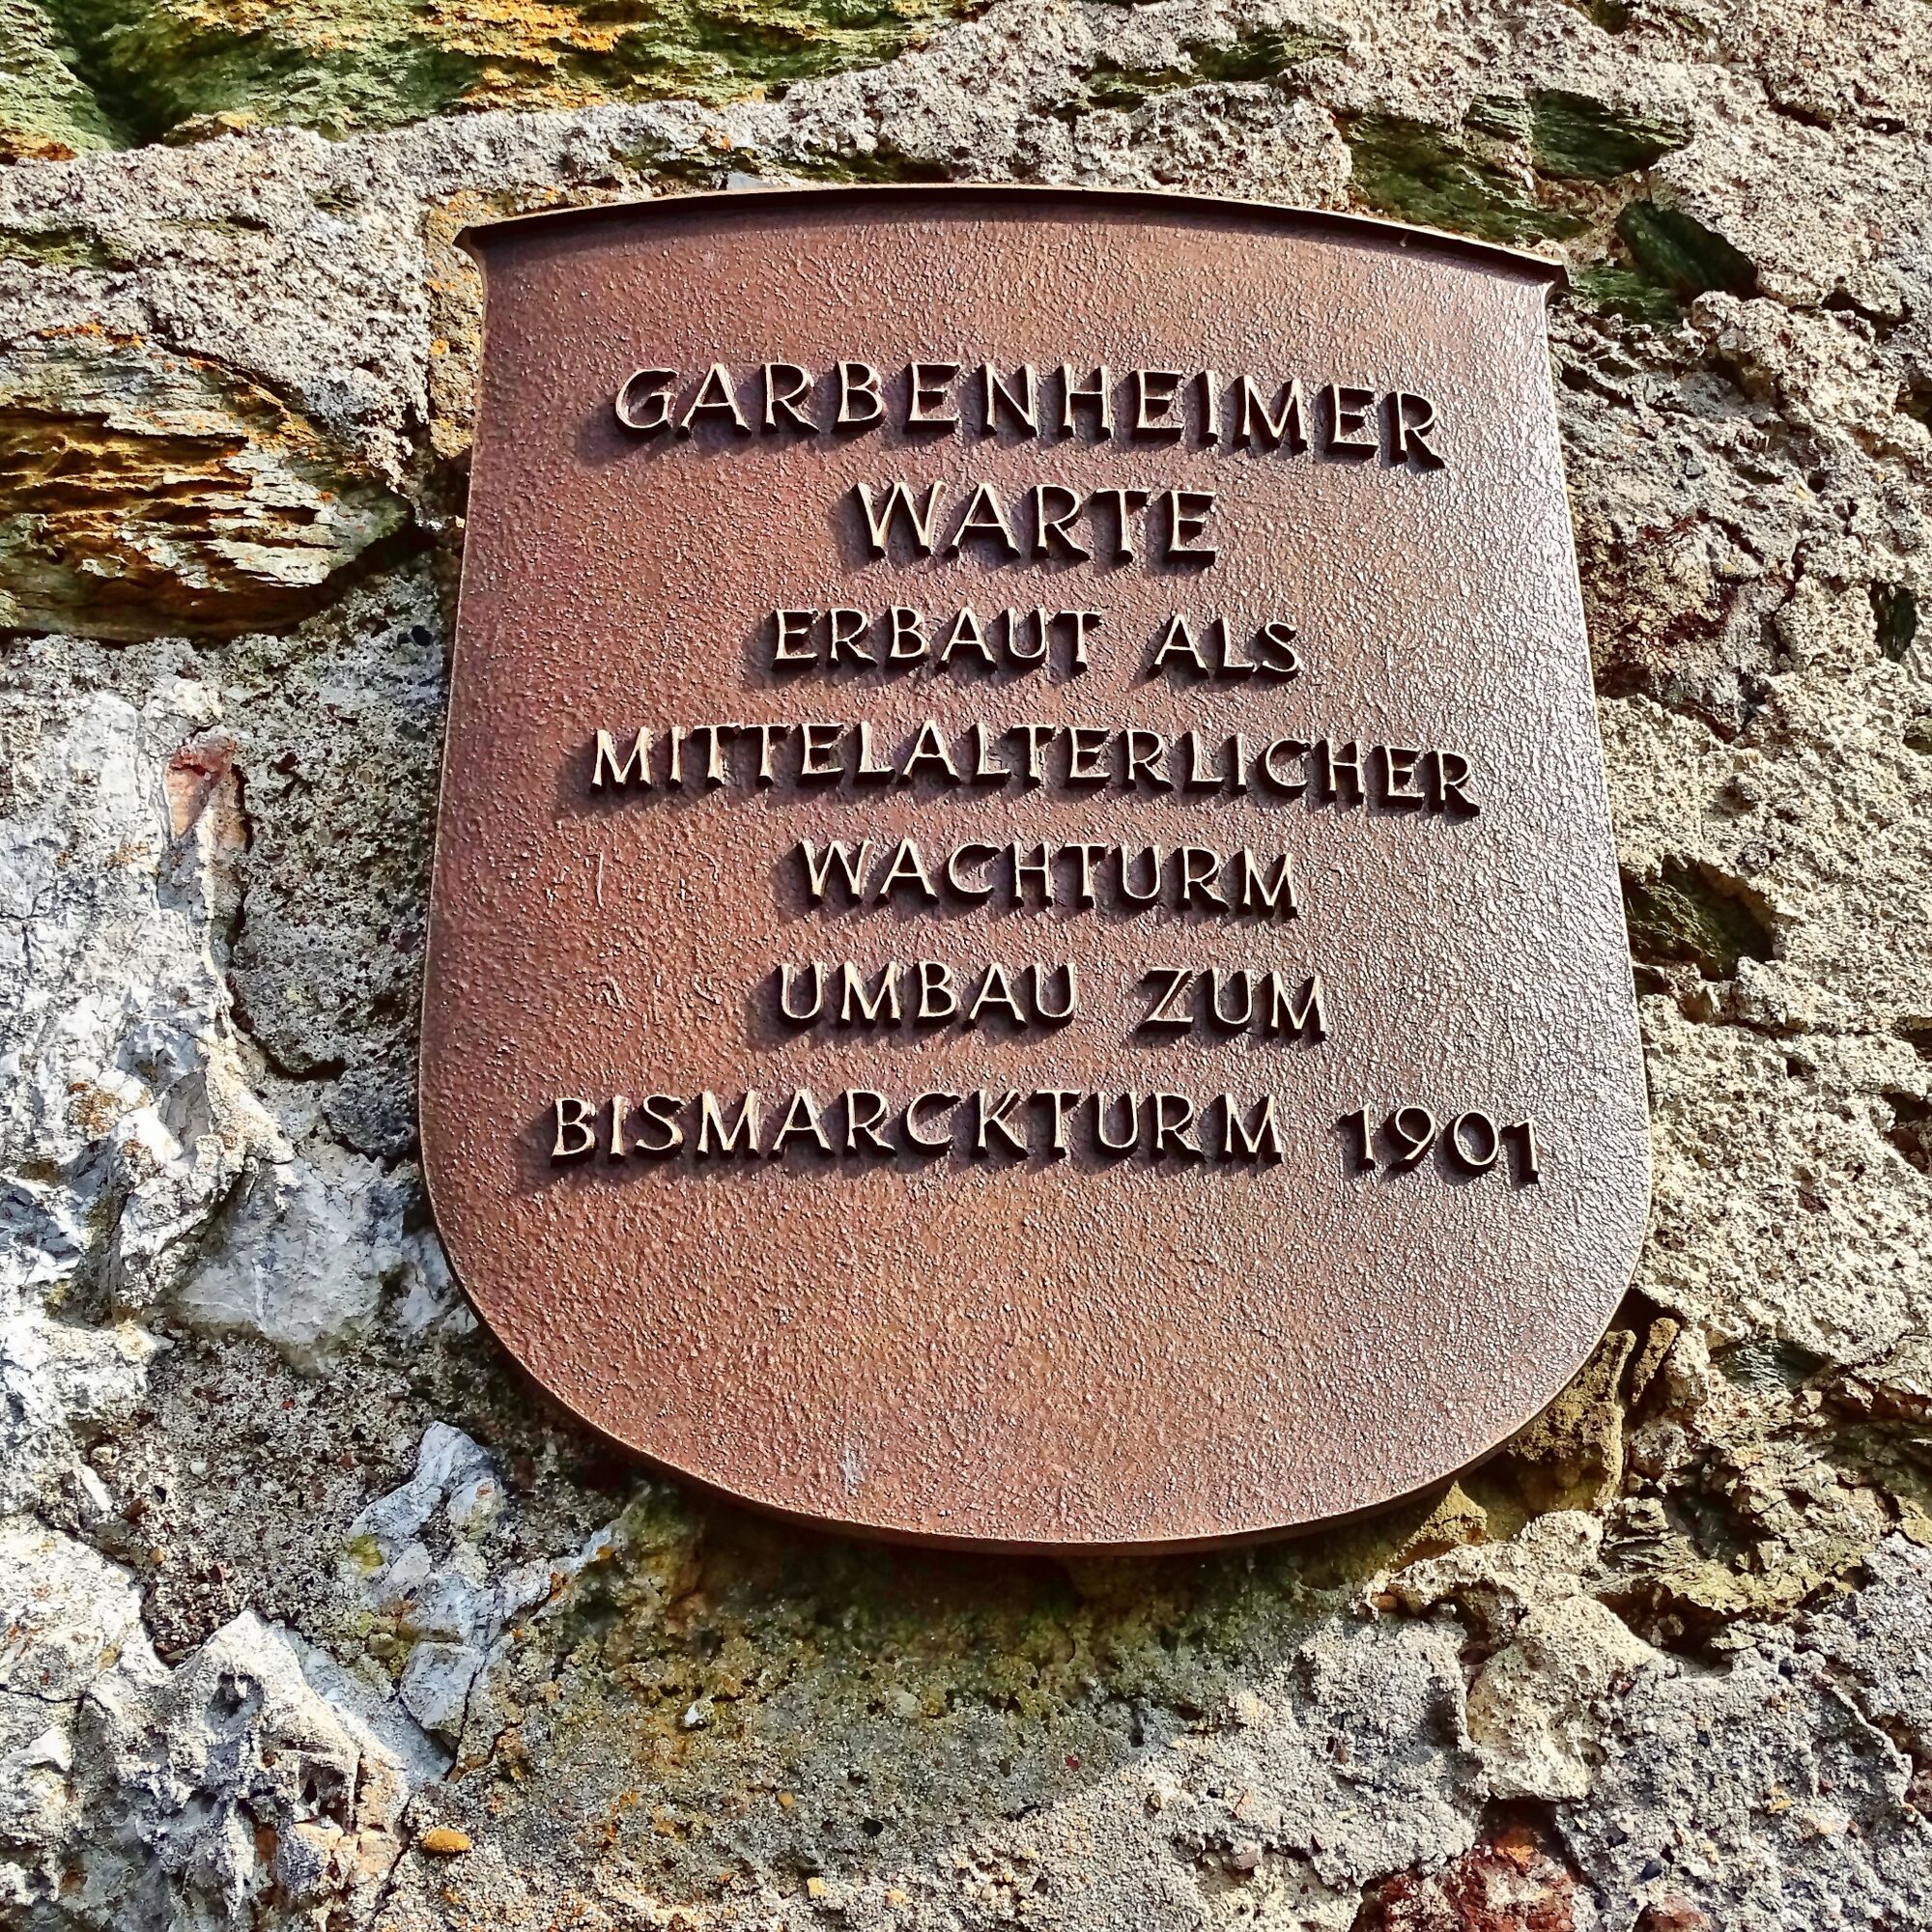 GARBENHEIMER
WARTE
ERBAUT ALS
MITTELALTERLICHER
WACHTURM
UMBAU ZUM
BISMARCKTURM 1901